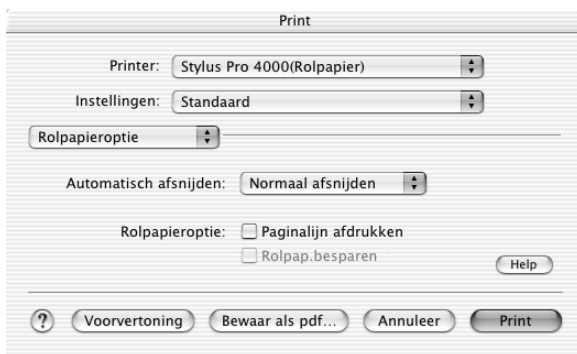 Print
Printer: Stylus Pro 4000(Rolpapier)
Instellingen: Standaard
Rolpapieroptie
Automatisch afsnijden: Normaal afsnijden
Rolpapieroptie: Paginalijn afdrukken
Rolpap.besparen
Help
? Voorvertoning Bewaar als pdf... Annuleer Print